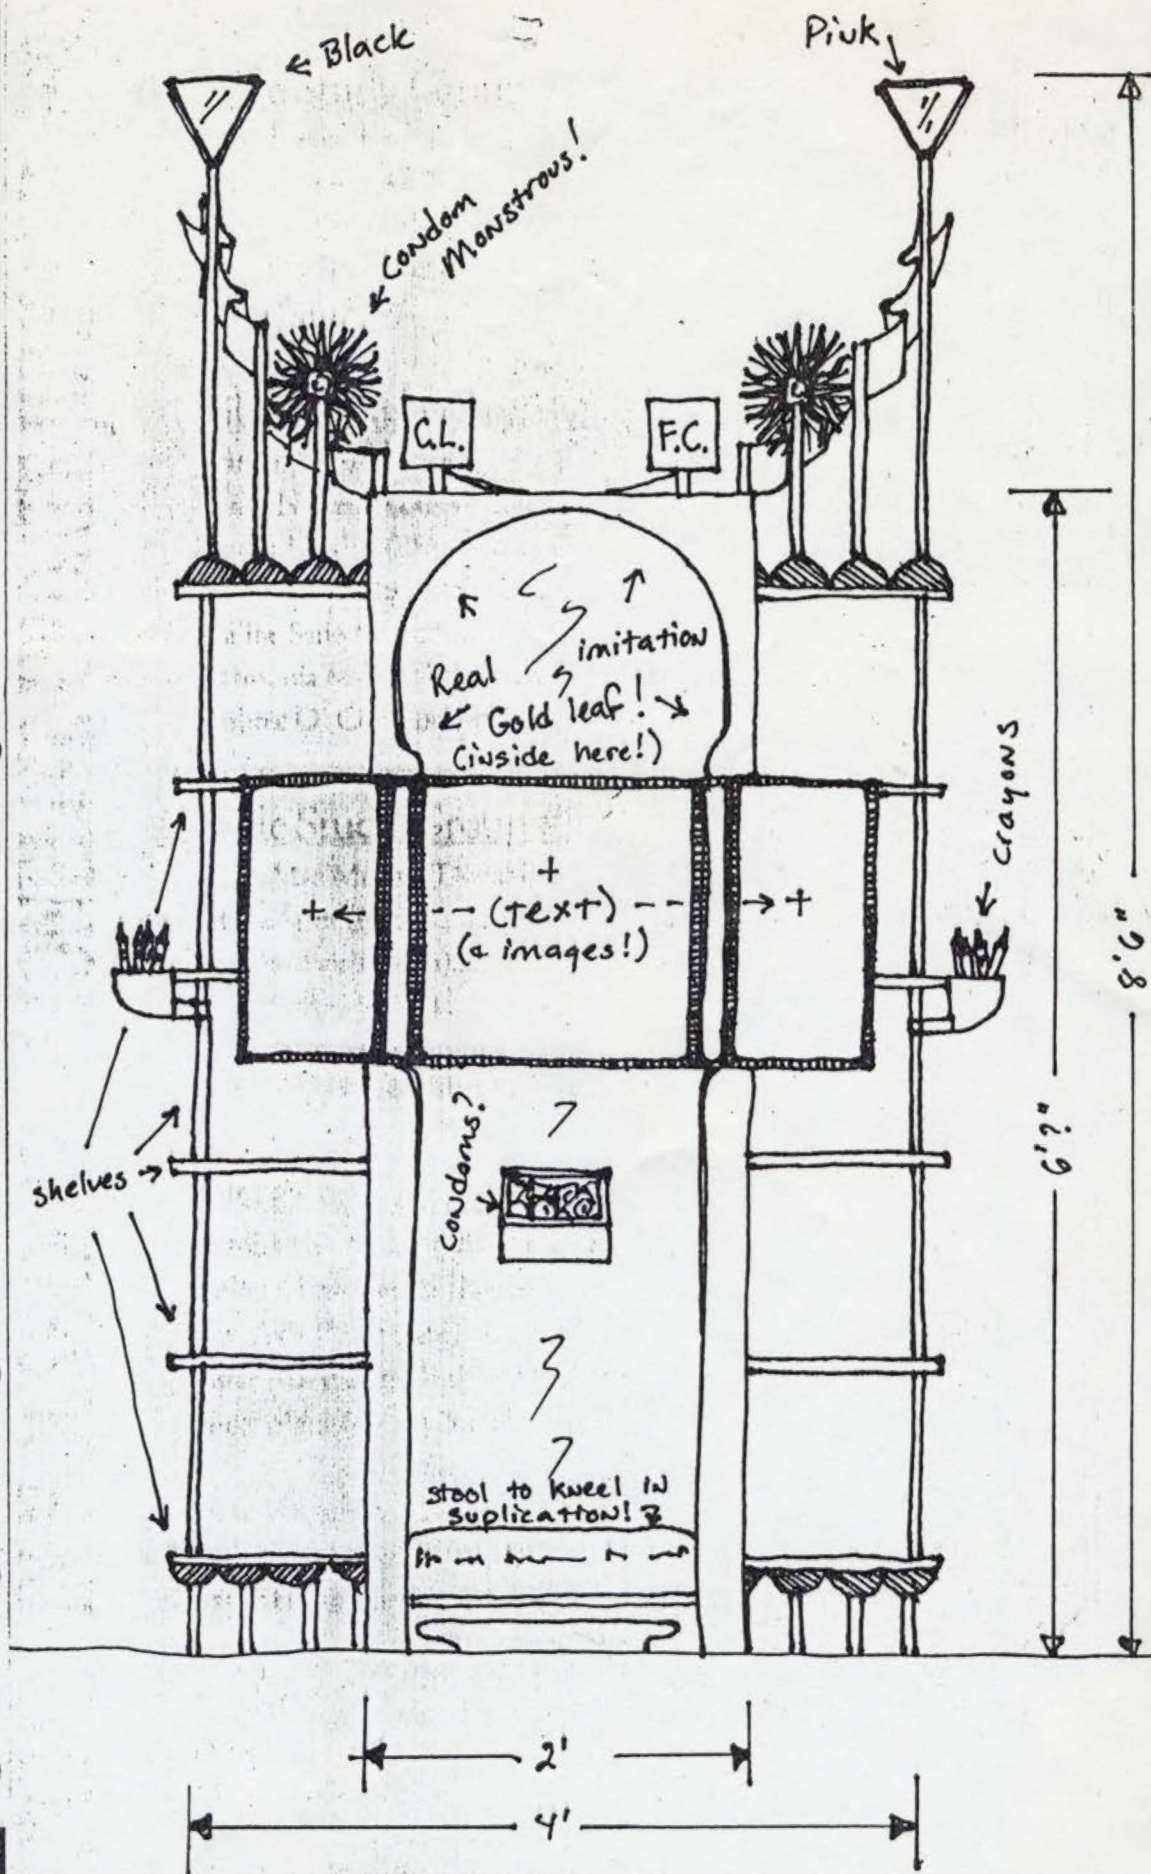 ← Black
Pink
Condom
Monstrous!
C.L.
F.C.
Real
imitation
Gold leaf!
(inside here!)
crayons
+
+ ← -- (text) -- → +
(& images!)
8'6"
6'?"
condoms?
shelves →
stool to kneel in
suplication!
2'
4'